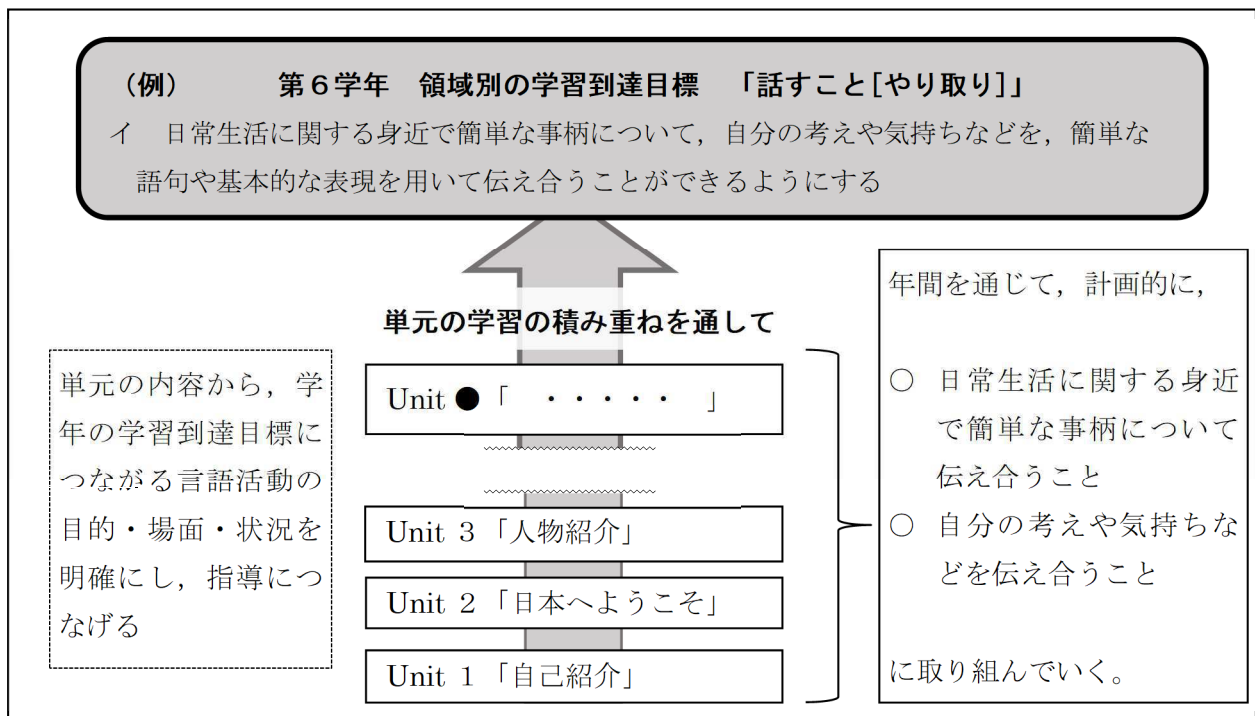 （例）　第６学年　領域別の学習到達目標　「話すこと[やり取り]」
イ　日常生活に関する身近で簡単な事柄について，自分の考えや気持ちなどを，簡単な
語句や基本的な表現を用いて伝え合うことができるようにする
単元の学習の積み重ねを通して
単元の内容から，学
年の学習到達目標に
つながる言語活動の
目的・場面・状況を
明確にし，指導につ
なげる
Unit ●「　・・・・・　」
Unit 3「人物紹介」
Unit 2「日本へようこそ」
Unit 1「自己紹介」
年間を通じて，計画的に，
○　日常生活に関する身近
で簡単な事柄について
伝え合うこと
○　自分の考えや気持ちな
どを伝え合うこと
に取り組んでいく。